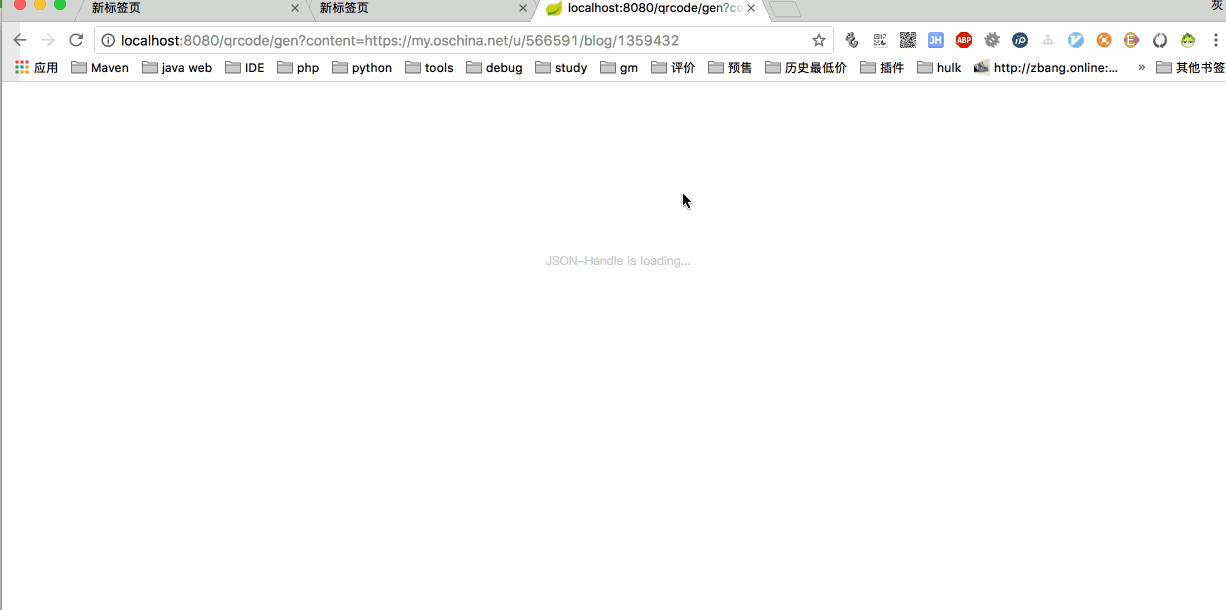 新标签页 新标签页 localhost:8080/qrcode/gen?co 灰
localhost:8080/qrcode/gen?content=https://my.oschina.net/u/566591/blog/1359432 JH ABP iP E
应用 Maven java web IDE php python tools debug study gm 评价 预售 历史最低价 插件 hulk http://zbang.online:... » 其他书签
JSON-Handle is loading...